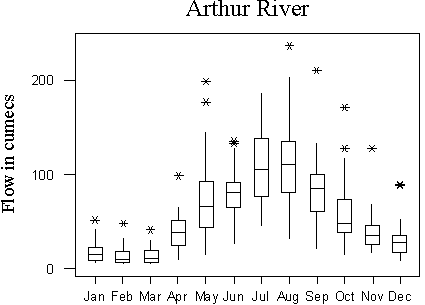 Arthur River
Flow in cumecs
200
100
0
Jan Feb Mar Apr May Jun Jul Aug Sep Oct Nov Dec